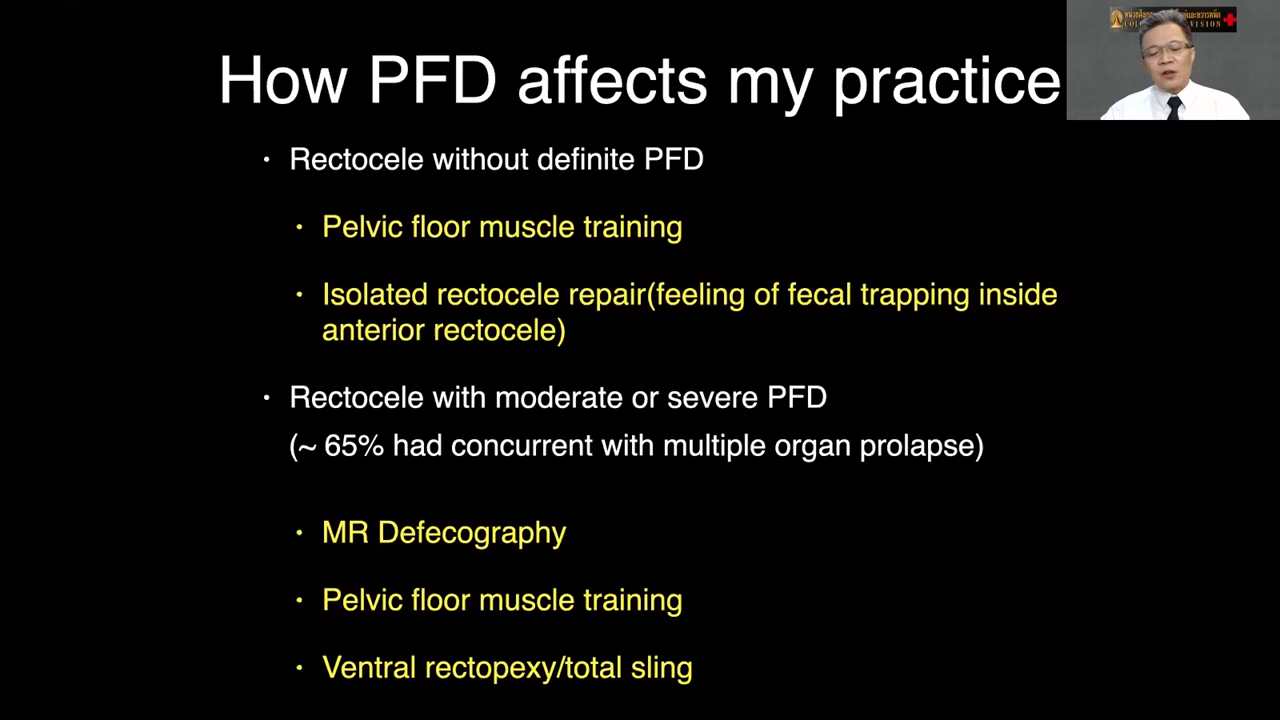 How PFD affects my practice
• Rectocele without definite PFD
• Pelvic floor muscle training
• Isolated rectocele repair(feeling of fecal trapping inside
anterior rectocele)
• Rectocele with moderate or severe PFD
(~ 65% had concurrent with multiple organ prolapse)
• MR Defecography
• Pelvic floor muscle training
• Ventral rectopexy/total sling